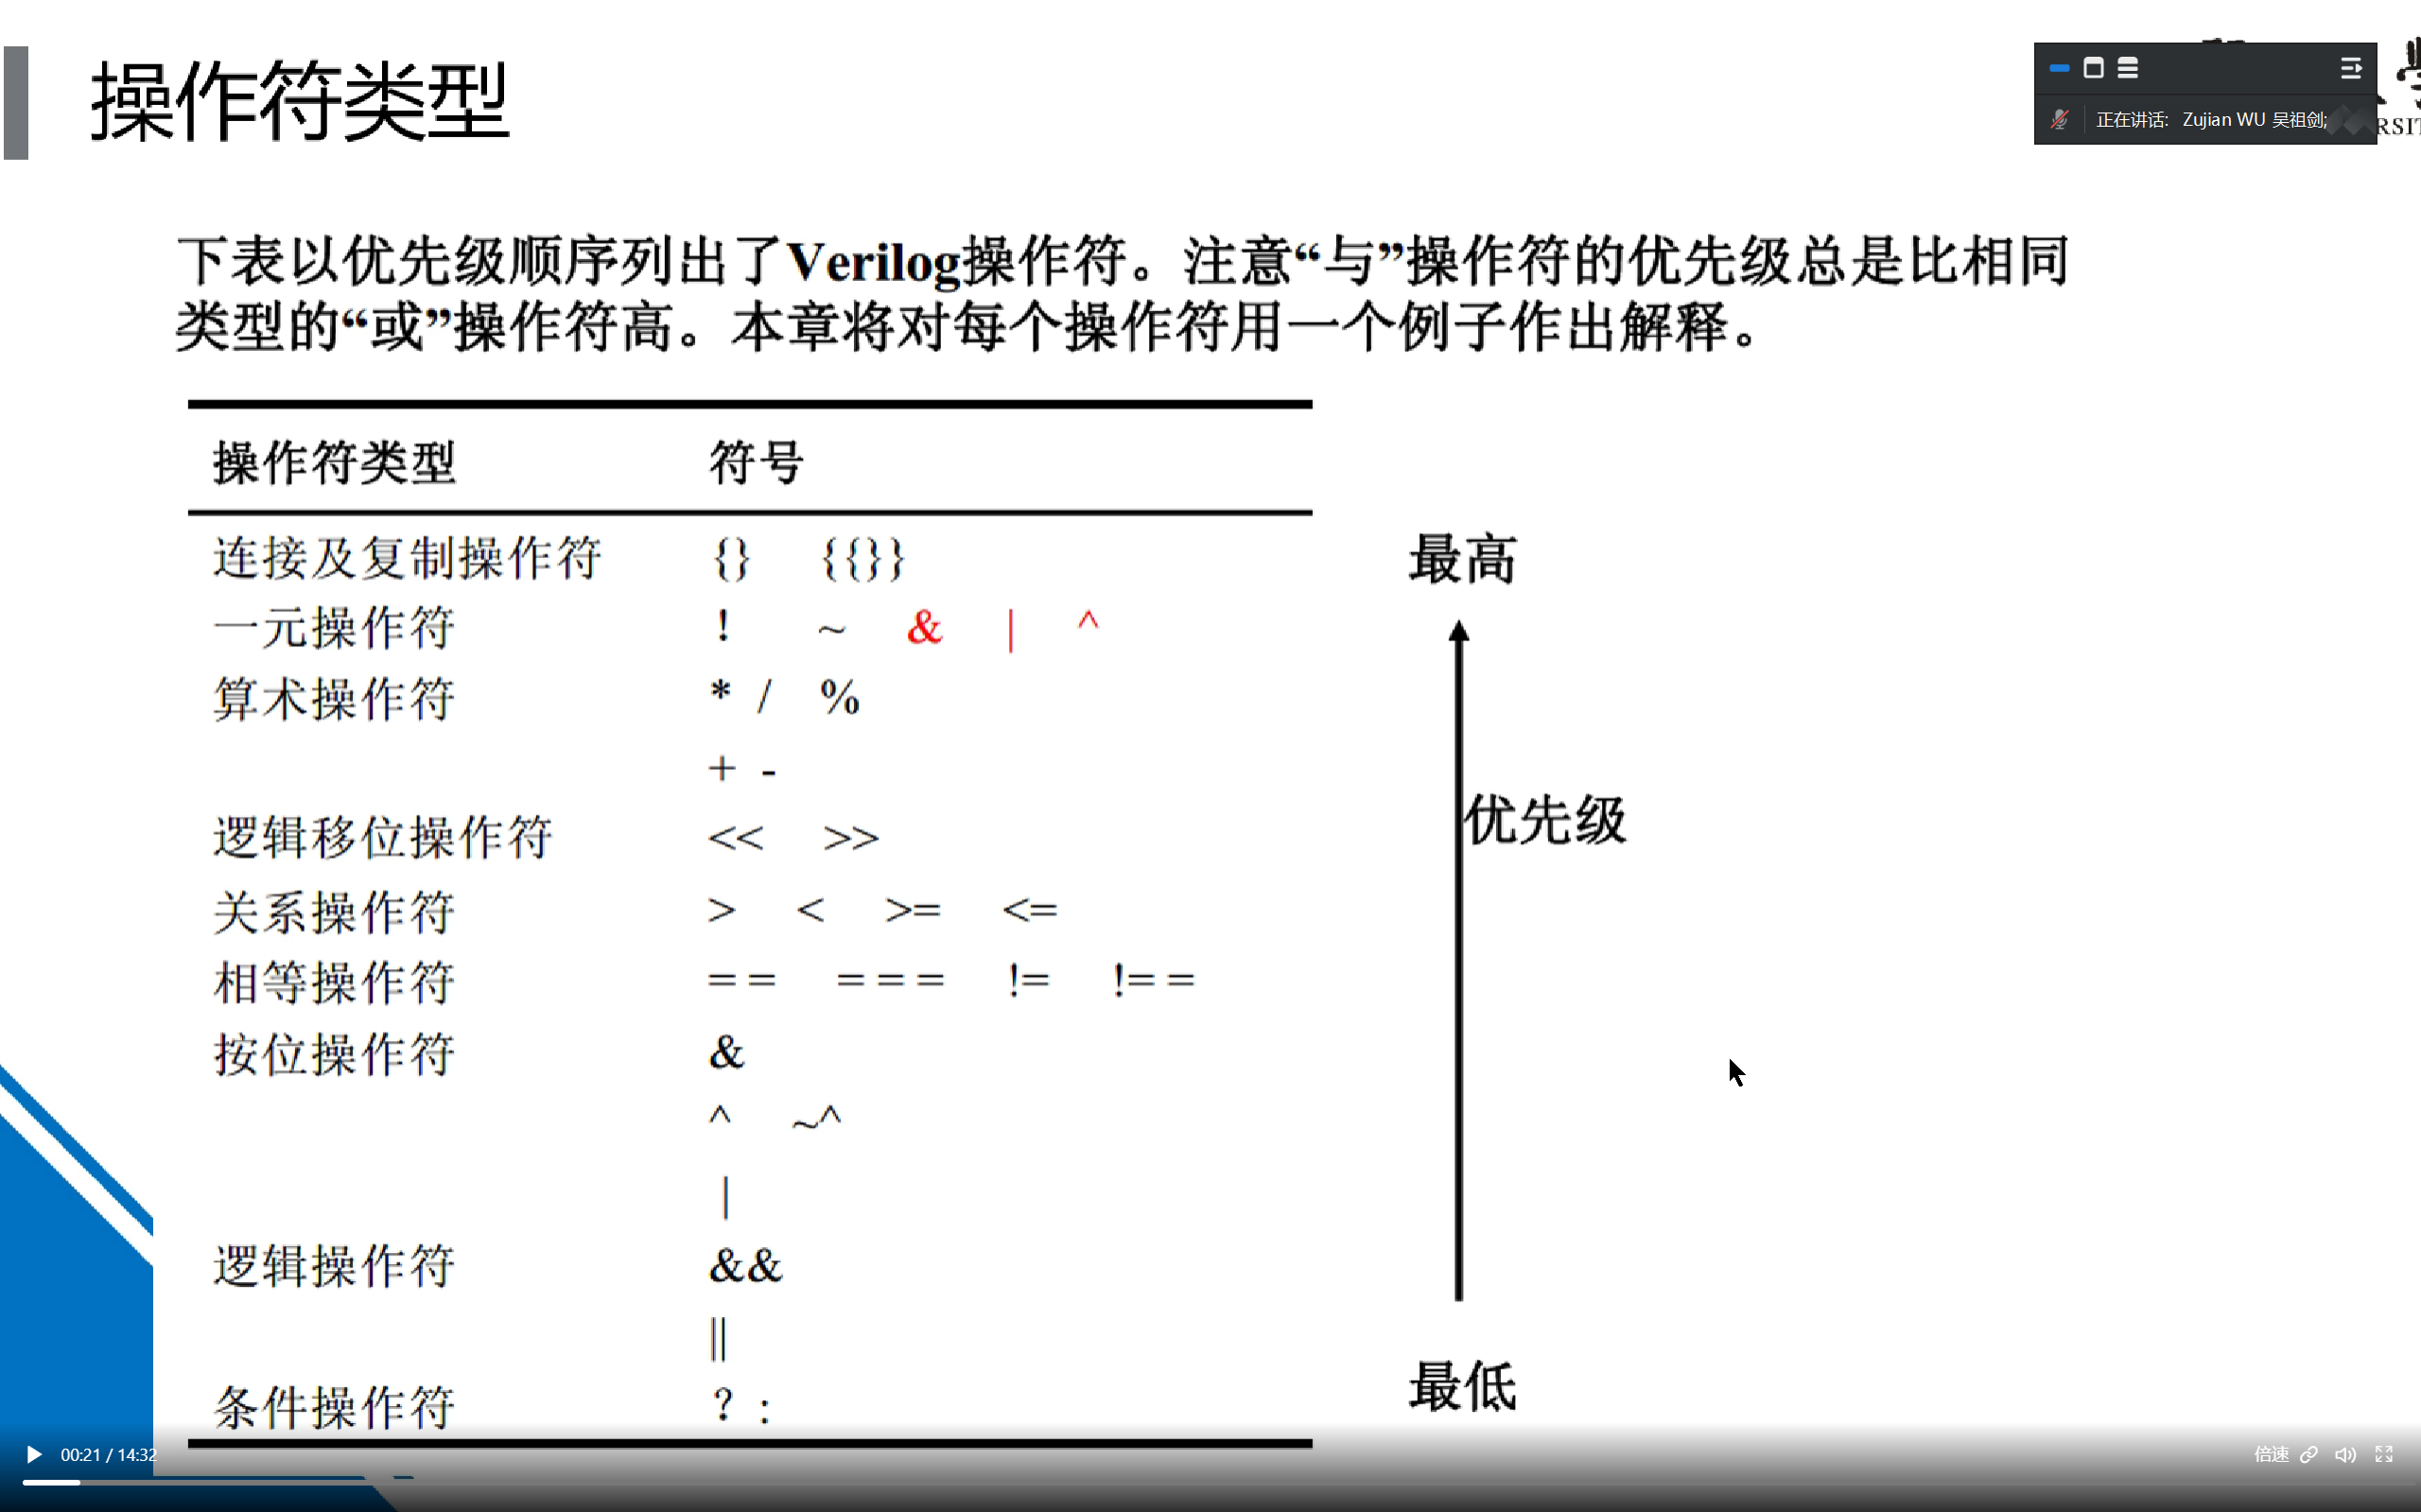 操作符类型
正在讲话: Zujian WU 吴祖剑;
RSIT
下表以优先级顺序列出了Verilog操作符。注意“与”操作符的优先级总是比相同
类型的“或”操作符高。本章将对每个操作符用一个例子作出解释。
操作符类型 符号
连接及复制操作符 {} {{}} 最高
一元操作符 ! ~ & | ^
算术操作符 * / %
+ -
优先级
逻辑移位操作符 << >>
关系操作符 > < >= <=
相等操作符 == === != !==
按位操作符 &
^ ~^
|
逻辑操作符 &&
||
最低
条件操作符 ? :
00:21 / 14:32 倍速